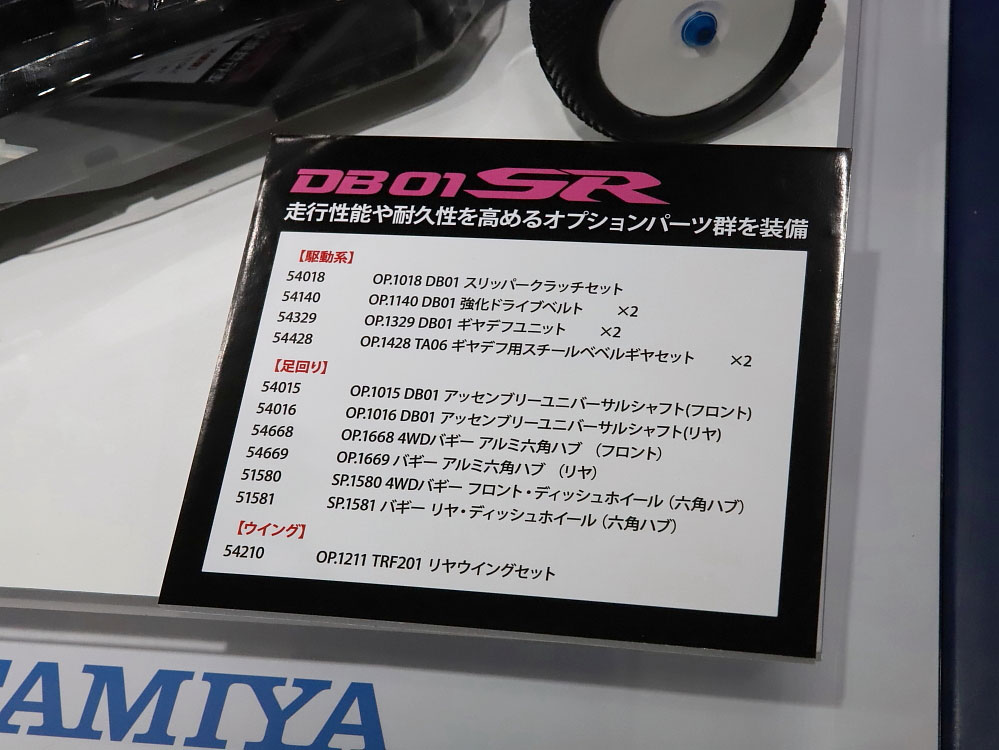 DB01SR
走行性能や耐久性を高めるオプションパーツ群を装備
【駆動系】
54018 OP.1018 DB01 スリッパークラッチセット
54140 OP.1140 DB01 強化ドライブベルト ×2
54329 OP.1329 DB01 ギヤデフユニット ×2
54428 OP.1428 TA06 ギヤデフ用スチールベベルギヤセット ×2
【足回り】
54015 OP.1015 DB01 アッセンブリーユニバーサルシャフト(フロント)
54016 OP.1016 DB01 アッセンブリーユニバーサルシャフト(リヤ)
54668 OP.1668 4WDバギー アルミ六角ハブ (フロント)
54669 OP.1669 バギー アルミ六角ハブ (リヤ)
51580 SP.1580 4WDバギー フロント・ディッシュホイール (六角ハブ)
51581 SP.1581 バギー リヤ・ディッシュホイール (六角ハブ)
【ウイング】
54210 OP.1211 TRF201 リヤウイングセット
TAMIYA